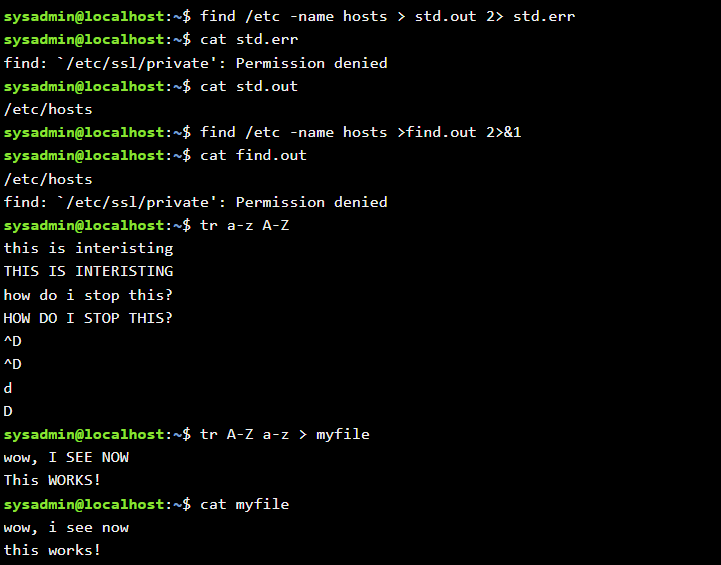 sysadmin@localhost:~$ find /etc -name hosts > std.out 2> std.err
sysadmin@localhost:~$ cat std.err
find: `/etc/ssl/private': Permission denied
sysadmin@localhost:~$ cat std.out
/etc/hosts
sysadmin@localhost:~$ find /etc -name hosts >find.out 2>&1
sysadmin@localhost:~$ cat find.out
/etc/hosts
find: `/etc/ssl/private': Permission denied
sysadmin@localhost:~$ tr a-z A-Z
this is interisting
THIS IS INTERISTING
how do i stop this?
HOW DO I STOP THIS?
^D
^D
d
D
sysadmin@localhost:~$ tr A-Z a-z > myfile
wow, I SEE NOW
This WORKS!
sysadmin@localhost:~$ cat myfile
wow, i see now
this works!